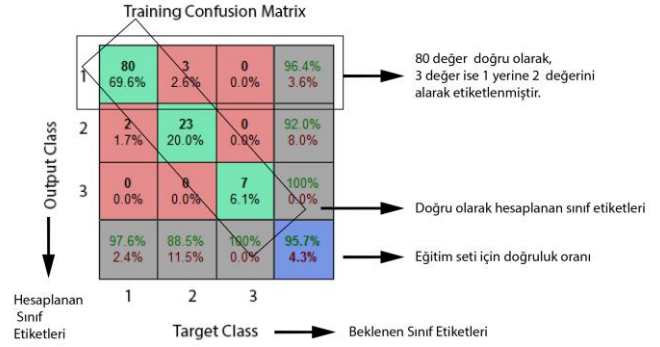 Training Confusion Matrix
80 3 0 96.4%
1 69.6% 2.6% 0.0% 3.6%
80 değer doğru olarak,
3 değer ise 1 yerine 2 değerini
alarak etiketlenmiştir.
2 23 0 92.0%
2 1.7% 20.0% 0.0% 8.0%
0 0 7 100%
3 0.0% 0.0% 6.1% 0.0%
Doğru olarak hesaplanan sınıf etiketleri
97.6% 88.5% 100% 95.7%
2.4% 11.5% 0.0% 4.3%
Eğitim seti için doğruluk oranı
1 2 3
Output Class
Hesaplanan
Sınıf
Etiketleri
Target Class
Beklenen Sınıf Etiketleri